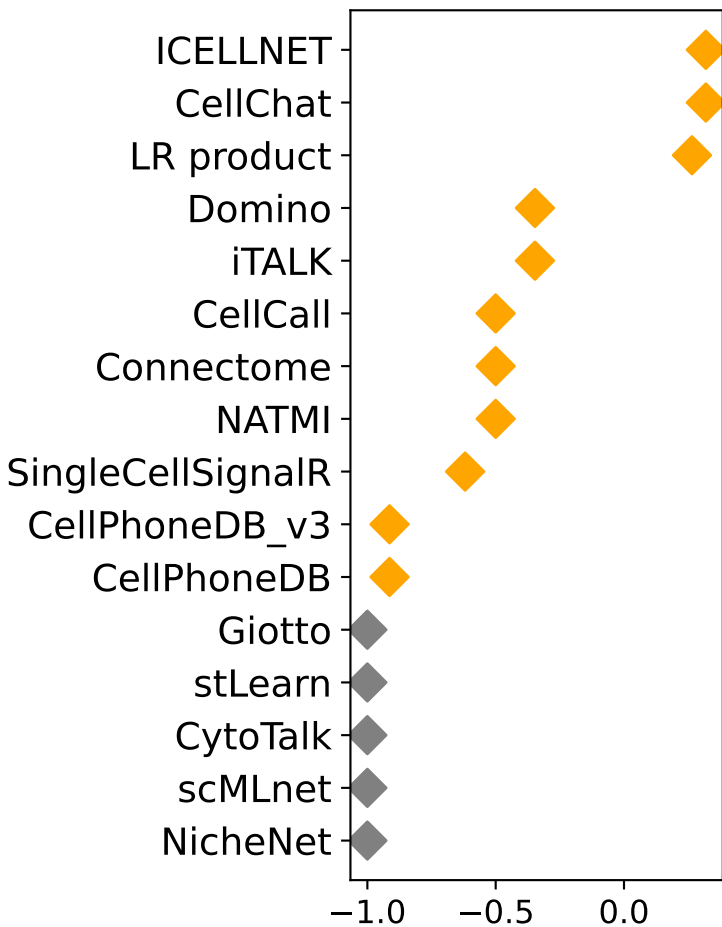 ICELLNET
CellChat
LR product
Domino
iTALK
CellCall
Connectome
NATMI
SingleCellSignalR
CellPhoneDB_v3
CellPhoneDB
Giotto
stLearn
CytoTalk
scMLnet
NicheNet
−1.0 −0.5 0.0